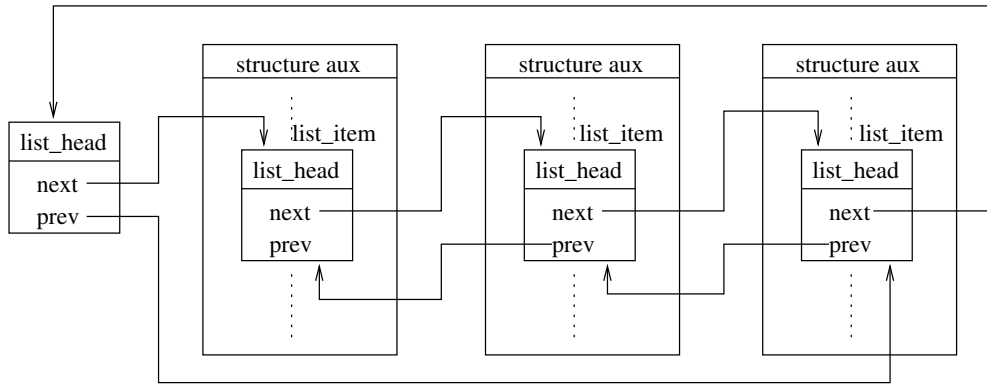 list_head
next
prev
structure aux
list_item
list_head
next
prev
structure aux
list_item
list_head
next
prev
structure aux
list_item
list_head
next
prev